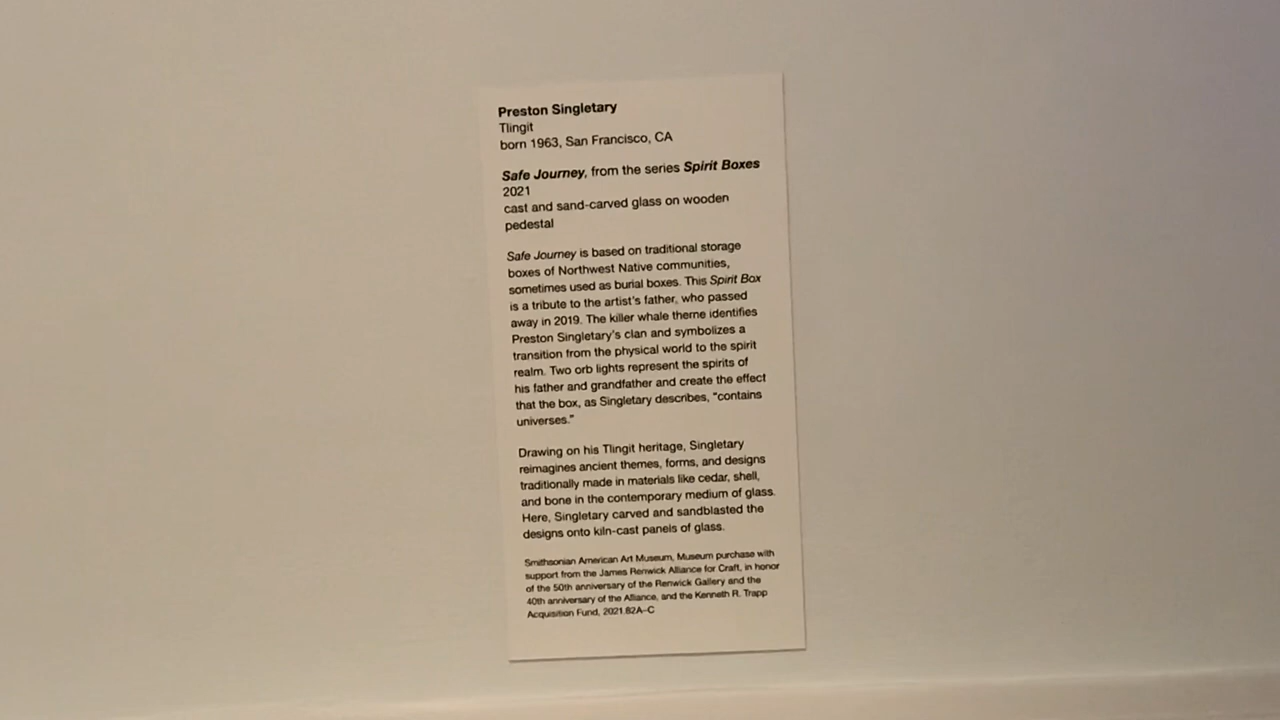 Preston Singletary
Tlingit
born 1963, San Francisco, CA
Safe Journey, from the series Spirit Boxes
2021
cast and sand-carved glass on wooden
pedestal
Safe Journey is based on traditional storage
boxes of Northwest Native communities,
sometimes used as burial boxes. This Spirit Box
is a tribute to the artist's father, who passed
away in 2019. The killer whale theme identifies
Preston Singletary's clan and symbolizes a
transition from the physical world to the spirit
realm. Two orb lights represent the spirits of
his father and grandfather and create the effect
that the box, as Singletary describes, "contains
universes."
Drawing on his Tlingit heritage, Singletary
reimagines ancient themes, forms, and designs
traditionally made in materials like cedar, shell,
and bone in the contemporary medium of glass.
Here, Singletary carved and sandblasted the
designs onto kiln-cast panels of glass.
Smithsonian American Art Museum, Museum purchase with
support from the James Renwick Alliance for Craft, in honor
of the 50th anniversary of the Renwick Gallery and the
40th anniversary of the Alliance, and the Kenneth R. Trapp
Acquisition Fund, 2021.82A–C